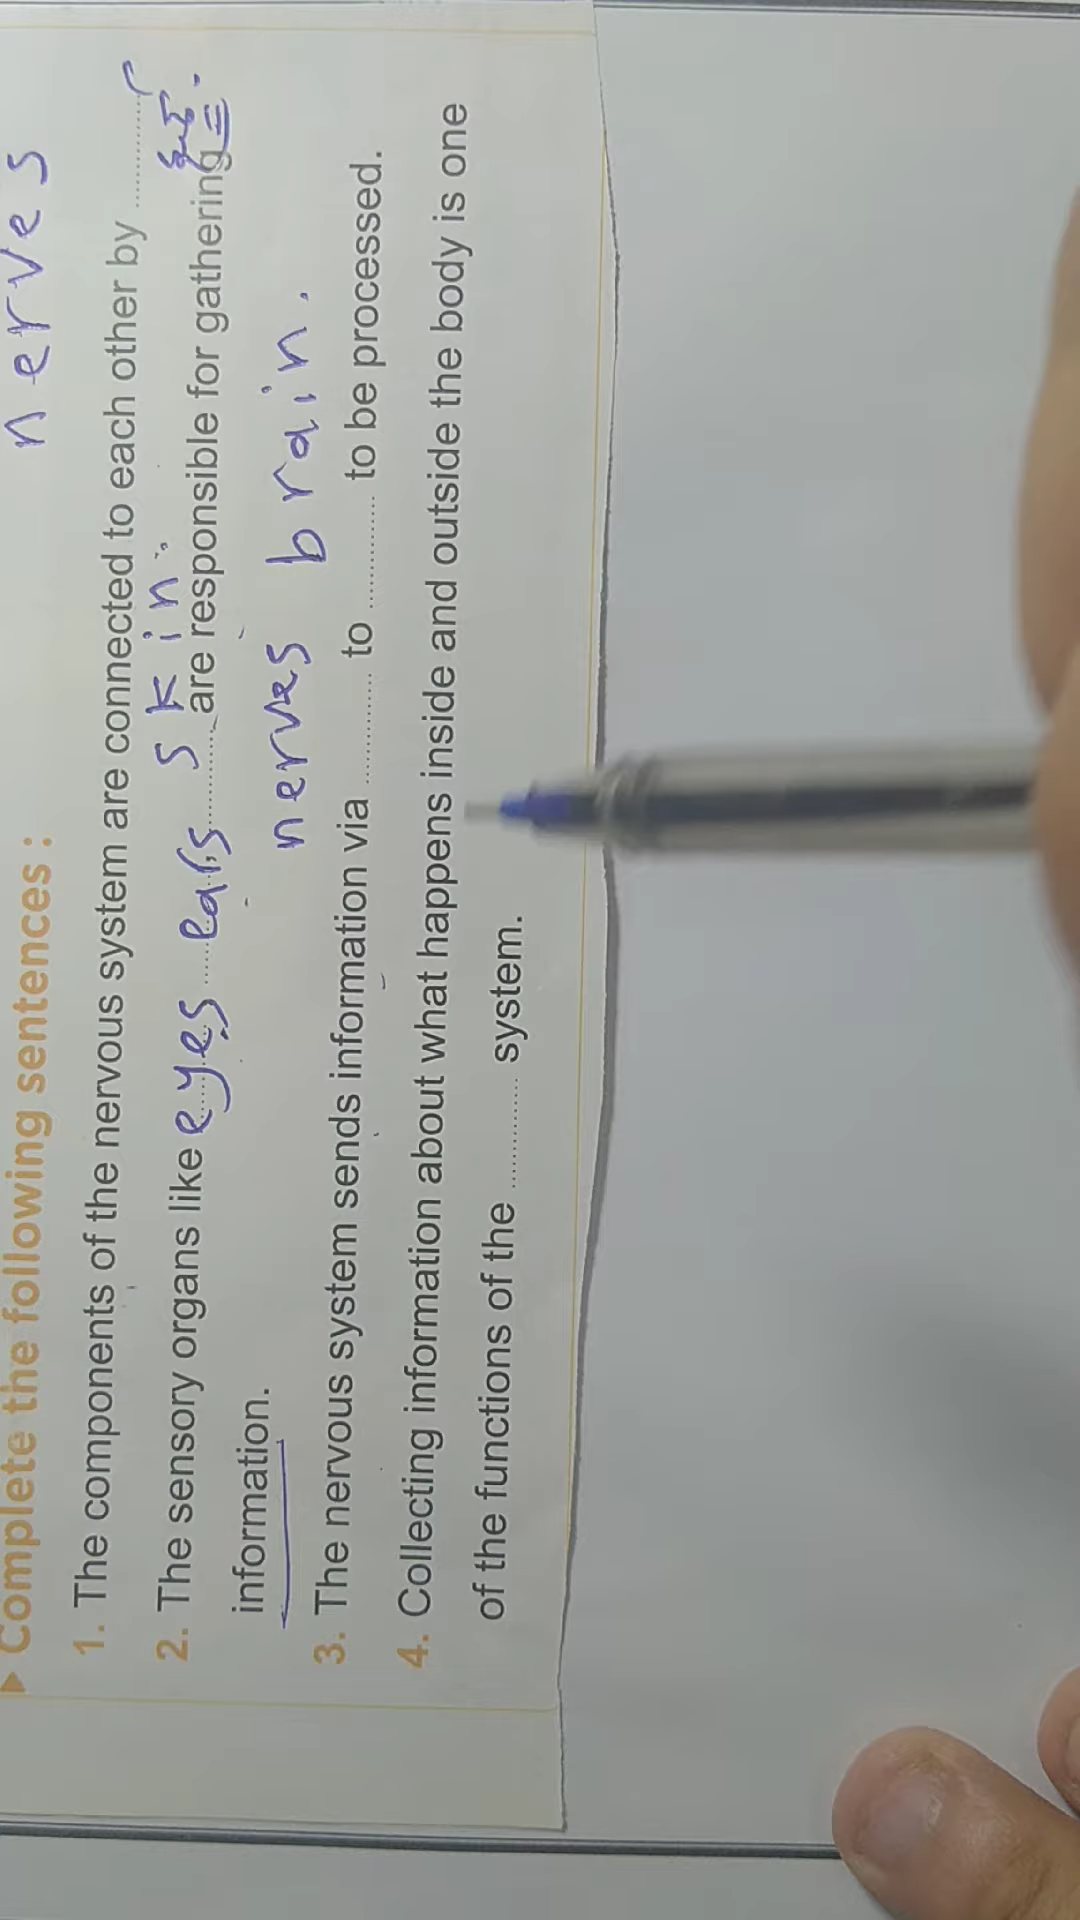 nerves
Complete the following sentences :
1. The components of the nervous system are connected to each other by ............
skin.
2. The sensory organs like eyes ears are responsible for gathering
information.
nerves brain.
3. The nervous system sends information via ............ to ............ to be processed.
4. Collecting information about what happens inside and outside the body is one
of the functions of the ............ system.